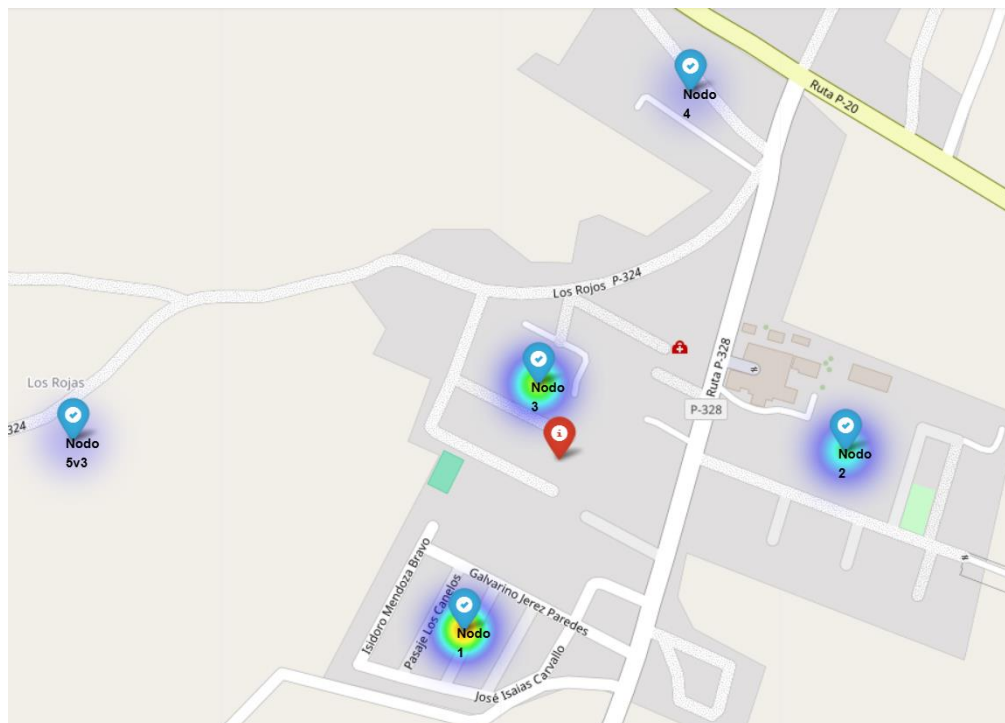 Nodo
4
Ruta P-20
Los Rojos P-324
Ruta P-328
Los Rojas
Nodo
3
P-328
324
Nodo
5v3
Nodo
2
Isidoro Mendoza Bravo
Pasaje Los Canelos
Galvarino Jerez Paredes
Nodo
1
José Isaías Carvallo